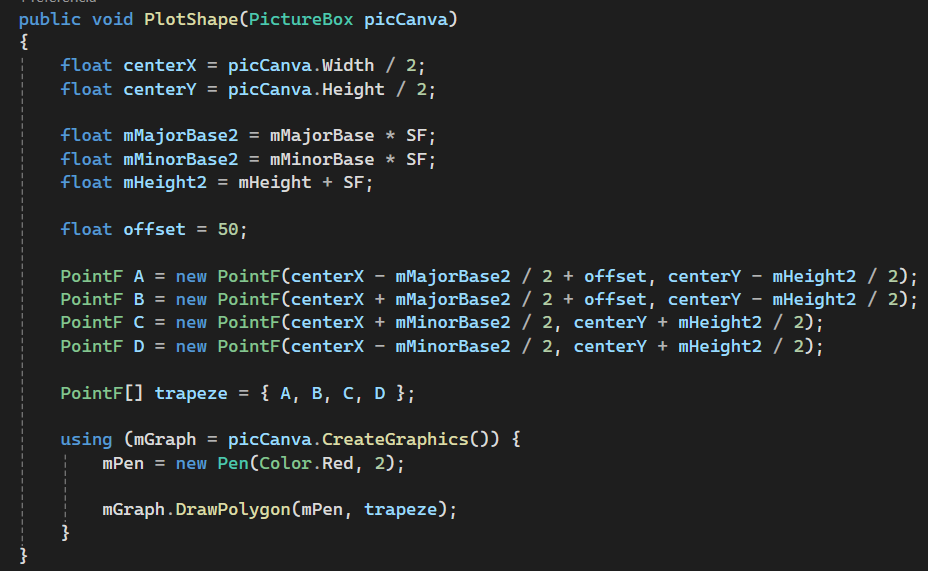 public void PlotShape(PictureBox picCanva)
{
    float centerX = picCanva.Width / 2;
    float centerY = picCanva.Height / 2;

    float mMajorBase2 = mMajorBase * SF;
    float mMinorBase2 = mMinorBase * SF;
    float mHeight2 = mHeight + SF;

    float offset = 50;

    PointF A = new PointF(centerX - mMajorBase2 / 2 + offset, centerY - mHeight2 / 2);
    PointF B = new PointF(centerX + mMajorBase2 / 2 + offset, centerY - mHeight2 / 2);
    PointF C = new PointF(centerX + mMinorBase2 / 2, centerY + mHeight2 / 2);
    PointF D = new PointF(centerX - mMinorBase2 / 2, centerY + mHeight2 / 2);

    PointF[] trapeze = { A, B, C, D };

    using (mGraph = picCanva.CreateGraphics()) {
        mPen = new Pen(Color.Red, 2);

        mGraph.DrawPolygon(mPen, trapeze);
    }
}